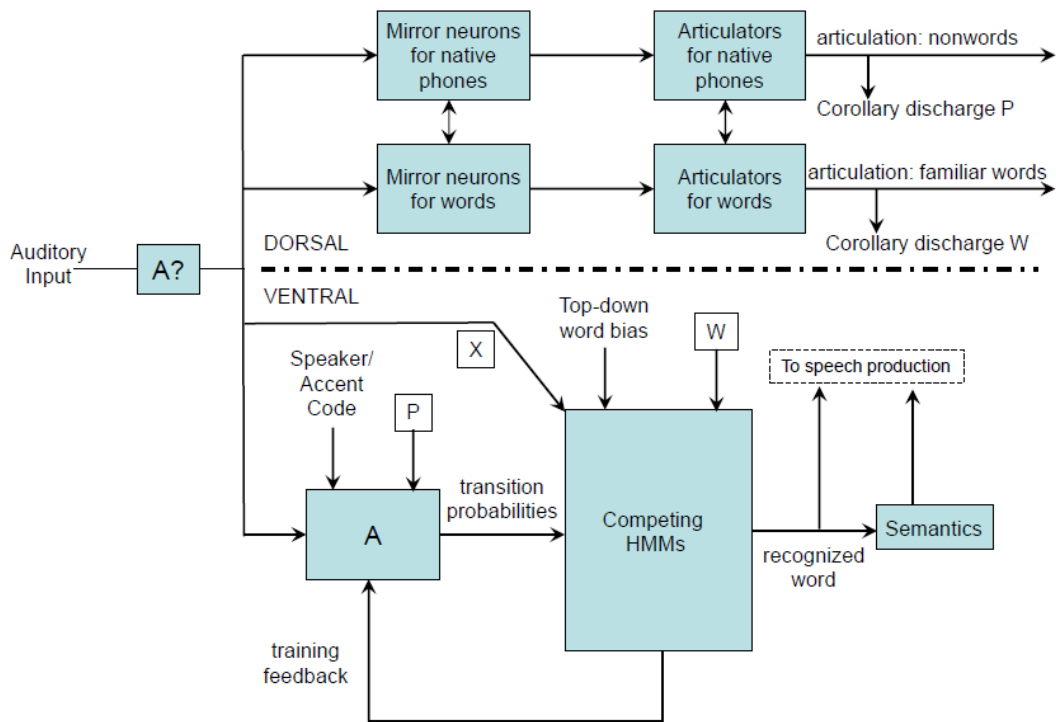 Mirror neurons
for native
phones
Articulators
for native
phones
articulation: nonwords
Corollary discharge P
Mirror neurons
for words
Articulators
for words
articulation: familiar words
Corollary discharge W
Auditory
Input
A?
DORSAL
VENTRAL
X
Top-down
word bias
W
To speech production
Speaker/
Accent
Code
P
A
transition
probabilities
Competing
HMMs
recognized
word
Semantics
training
feedback